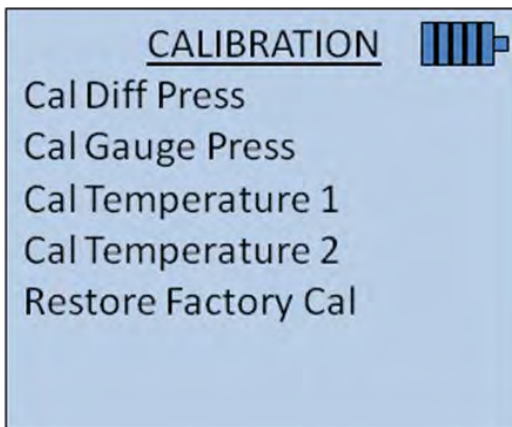 CALIBRATION
Cal Diff Press
Cal Gauge Press
Cal Temperature 1
Cal Temperature 2
Restore Factory Cal